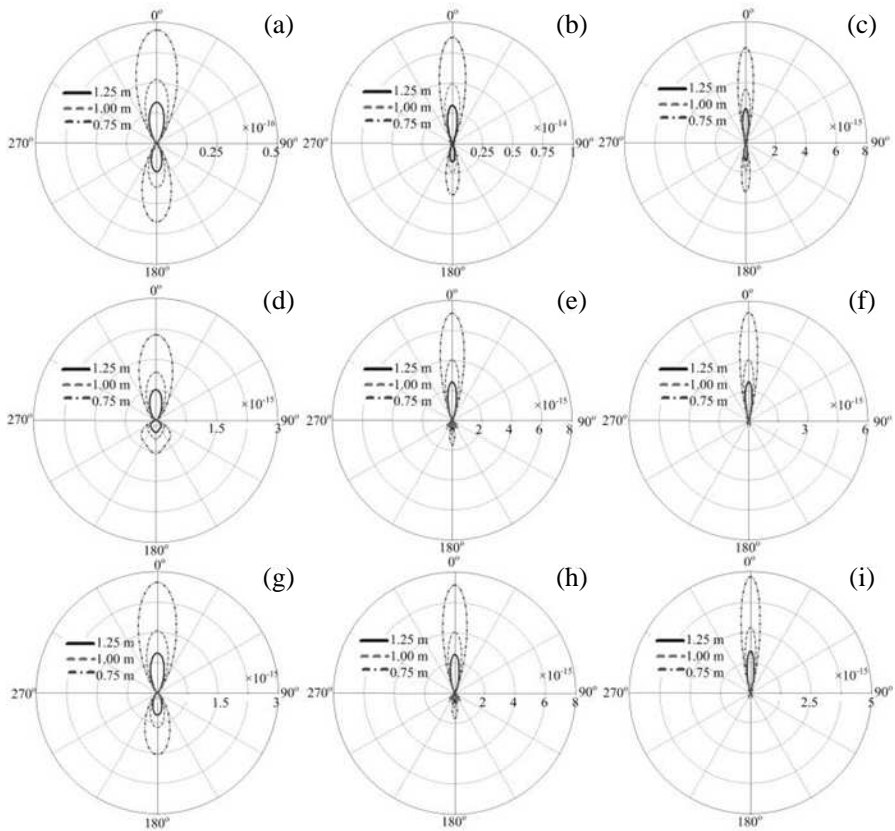 0°
(a)
1.25 m
1.00 m
0.75 m
×10⁻¹⁶
270°
90°
0.25
0.5
180°
0°
(b)
1.25 m
1.00 m
0.75 m
×10⁻¹⁴
270°
90°
0.25
0.5
0.75
1
180°
0°
(c)
1.25 m
1.00 m
0.75 m
×10⁻¹⁵
270°
90°
2
4
6
8
180°
0°
(d)
1.25 m
1.00 m
0.75 m
×10⁻¹⁵
270°
90°
1.5
3
180°
0°
(e)
1.25 m
1.00 m
0.75 m
×10⁻¹⁵
270°
90°
2
4
6
8
180°
0°
(f)
1.25 m
1.00 m
0.75 m
×10⁻¹⁵
270°
90°
3
6
180°
0°
(g)
1.25 m
1.00 m
0.75 m
×10⁻¹⁵
270°
90°
1.5
3
180°
0°
(h)
1.25 m
1.00 m
0.75 m
×10⁻¹⁵
270°
90°
2
4
6
8
180°
0°
(i)
1.25 m
1.00 m
0.75 m
×10⁻¹⁵
270°
90°
2.5
5
180°